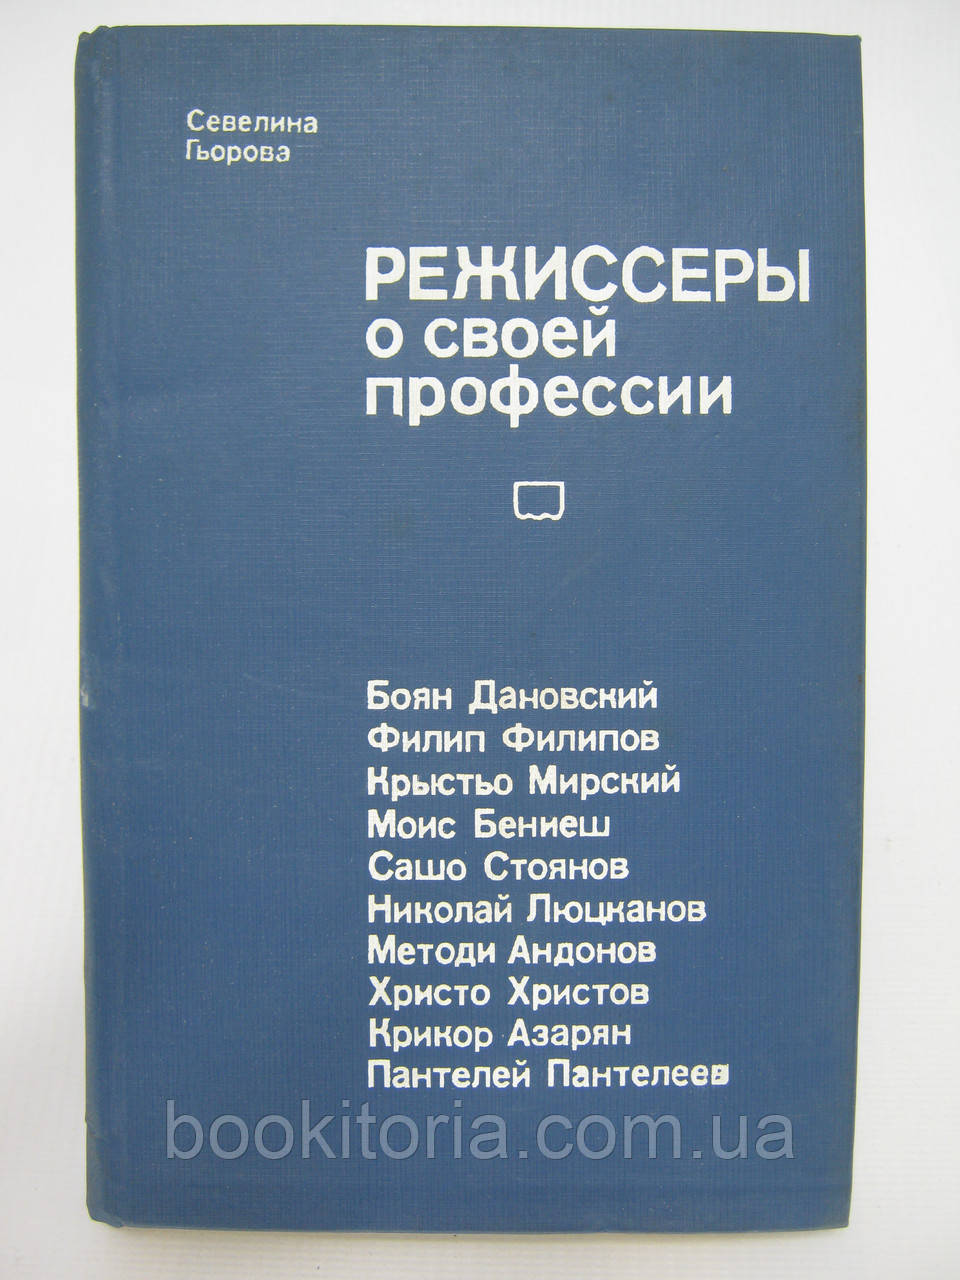 Севелина
Гьорова
РЕЖИССЕРЫ
о своей
профессии
Боян Дановский
Филип Филипов
Крыстьо Мирский
Моис Бениеш
Сашо Стоянов
Николай Люцканов
Методи Андонов
Христо Христов
Крикор Азарян
Пантелей Пантелеев
bookitoria.com.ua